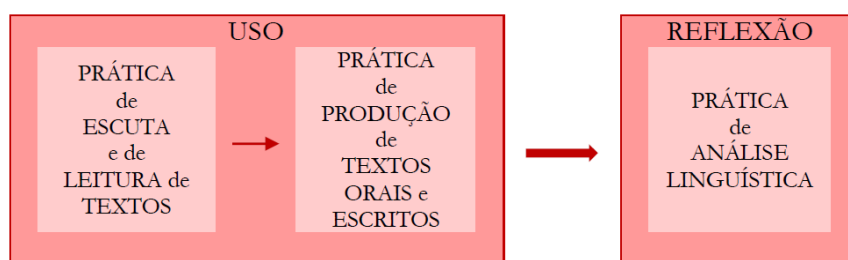 USO
PRÁTICA
de
ESCUTA
e de
LEITURA de
TEXTOS
PRÁTICA
de
PRODUÇÃO
de
TEXTOS
ORAIS e
ESCRITOS
REFLEXÃO
PRÁTICA
de
ANÁLISE
LINGUÍSTICA